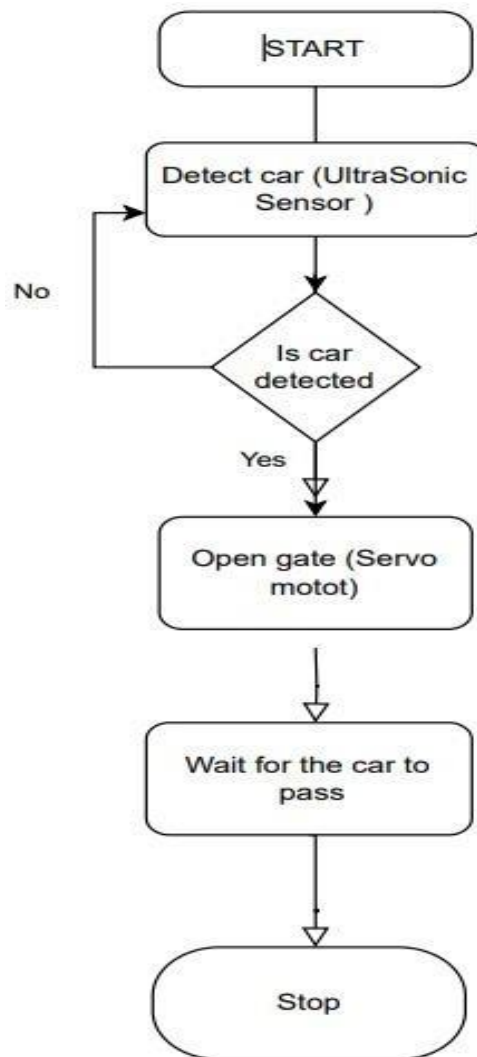 START
Detect car (UltraSonic
Sensor )
No
Is car
detected
Yes
Open gate (Servo
motot)
Wait for the car to
pass
Stop